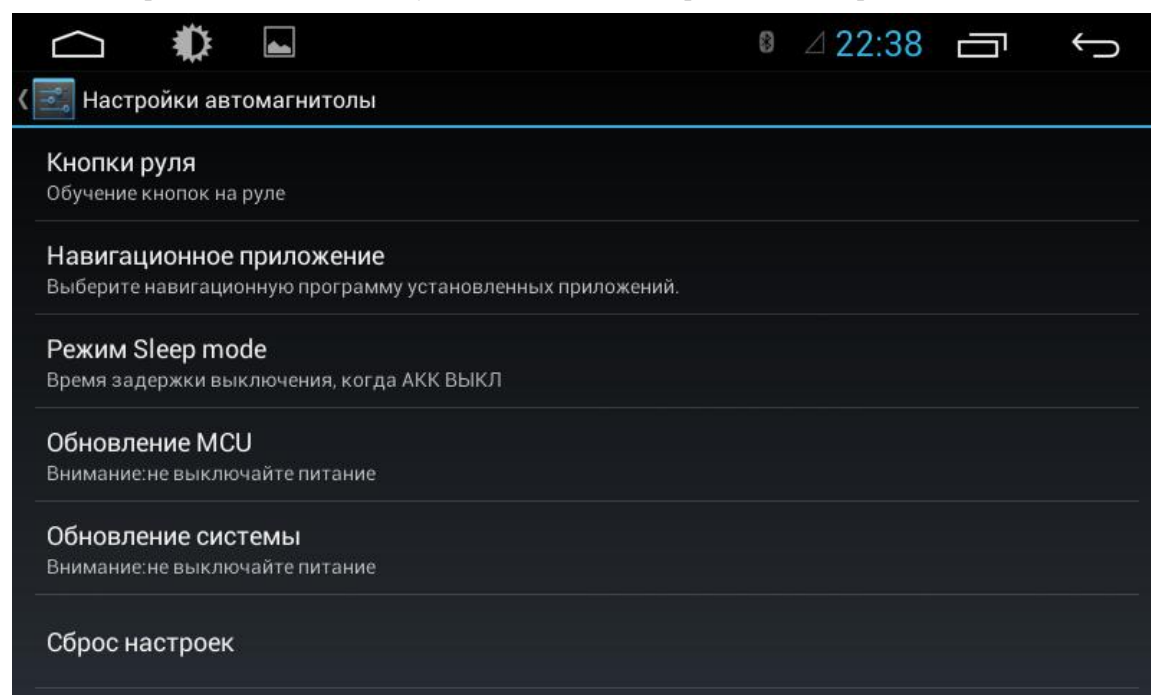 22:38
Настройки автомагнитолы
Кнопки руля
Обучение кнопок на руле
Навигационное приложение
Выберите навигационную программу установленных приложений.
Режим Sleep mode
Время задержки выключения, когда АКК ВЫКЛ
Обновление MCU
Внимание:не выключайте питание
Обновление системы
Внимание:не выключайте питание
Сброс настроек